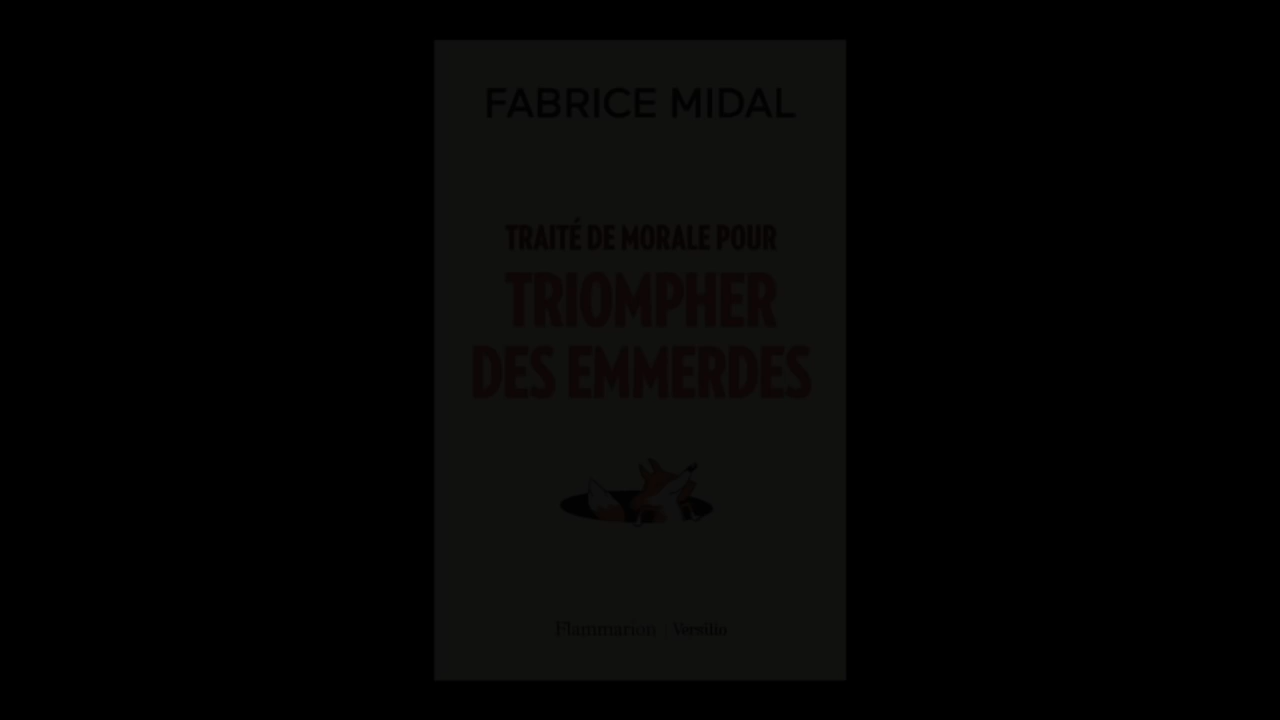 FABRICE MIDAL
TRAITÉ DE MORALE POUR
TRIOMPHER
DES EMMERDES
Flammarion | Versilio